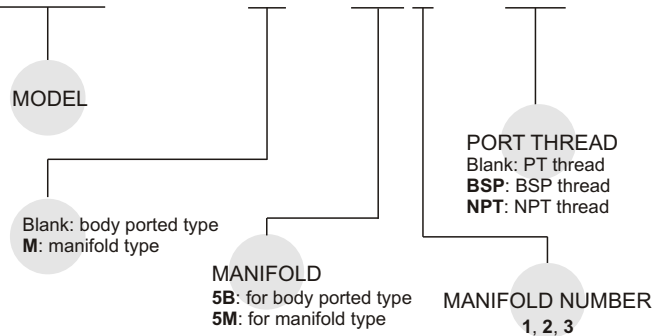 MODEL
PORT THREAD
Blank: PT thread
BSP: BSP thread
NPT: NPT thread
Blank: body ported type
M: manifold type
MANIFOLD
5B: for body ported type
5M: for manifold type
MANIFOLD NUMBER
1, 2, 3